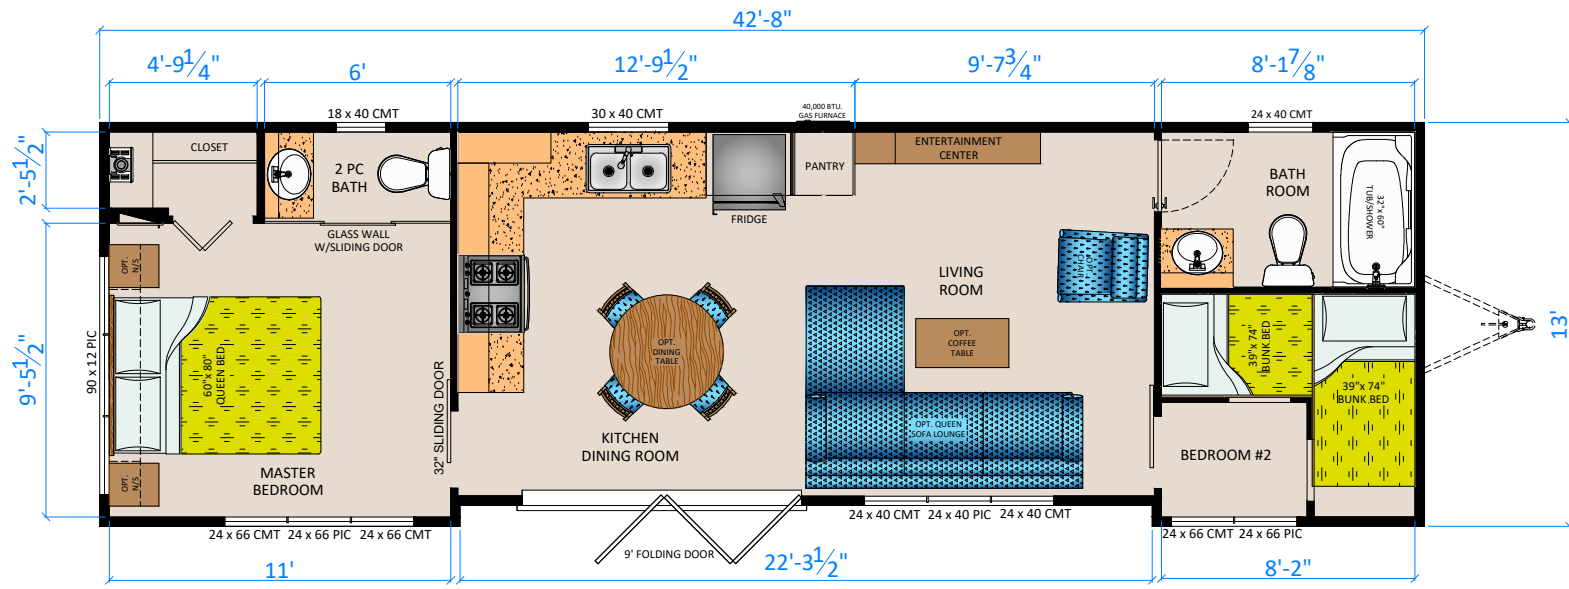 42'-8"
4'-9 1/4"
6'
12'-9 1/2"
9'-7 3/4"
8'-1 7/8"
18 x 40 CMT
30 x 40 CMT
40,000 BTU.
GAS FURNACE
24 x 40 CMT
2'-5 1/2"
CLOSET
2 PC
BATH
FRIDGE
PANTRY
ENTERTAINMENT
CENTER
BATH
ROOM
32"x60"
TUB/SHOWER
GLASS WALL
W/SLIDING DOOR
OPT.
N/S
OPT.
CHAIR
LIVING
ROOM
9'-5 1/2"
90 x 12 PIC
60"x 80"
QUEEN BED
OPT.
DINING
TABLE
OPT.
COFFEE
TABLE
39"x 74"
BUNK BED
39"x 74"
BUNK BED
13'
32" SLIDING DOOR
OPT. QUEEN
SOFA LOUNGE
KITCHEN
DINING ROOM
BEDROOM #2
OPT.
N/S
MASTER
BEDROOM
24 x 66 CMT
24 x 66 PIC
24 x 66 CMT
9' FOLDING DOOR
24 x 40 CMT
24 x 40 PIC
24 x 40 CMT
24 x 66 CMT
24 x 66 PIC
11'
22'-3 1/2"
8'-2"